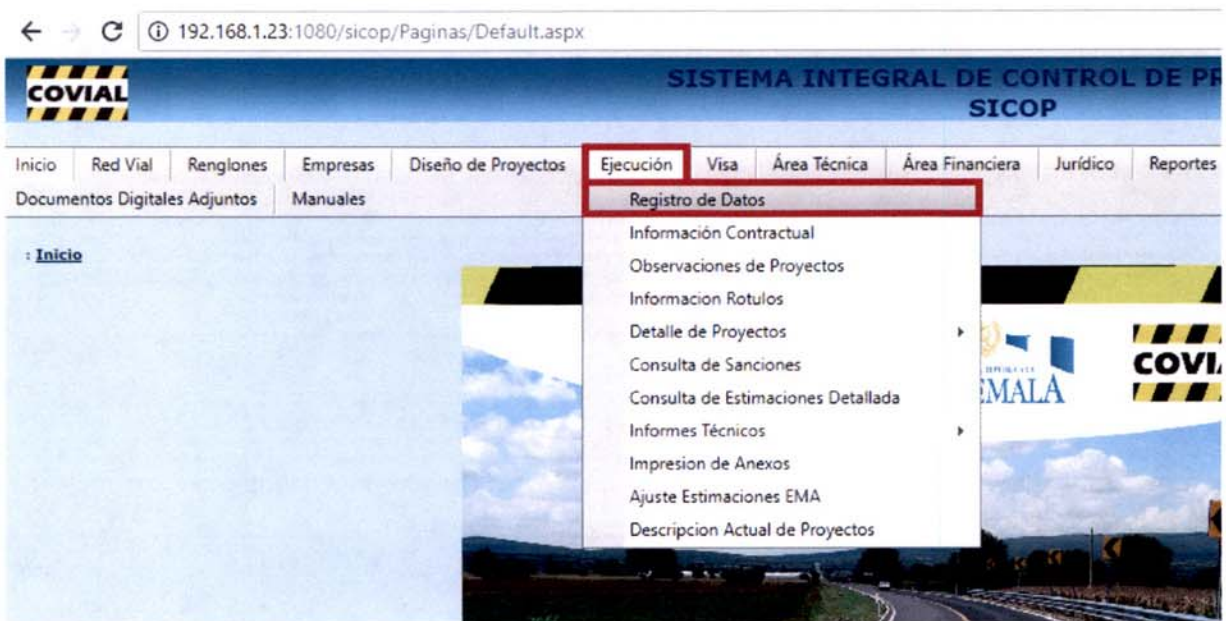 192.168.1.23:1080/sicop/Paginas/Default.aspx
COVIAL
SISTEMA INTEGRAL DE CONTROL DE PR
SICOP
Inicio Red Vial Renglones Empresas Diseño de Proyectos Ejecución Visa Área Técnica Área Financiera Jurídico Reportes
Documentos Digitales Adjuntos Manuales
Registro de Datos
: Inicio
Información Contractual
Observaciones de Proyectos
Informacion Rotulos
Detalle de Proyectos
Consulta de Sanciones
Consulta de Estimaciones Detallada
Informes Técnicos
Impresion de Anexos
Ajuste Estimaciones EMA
Descripcion Actual de Proyectos
EMALA
COVI